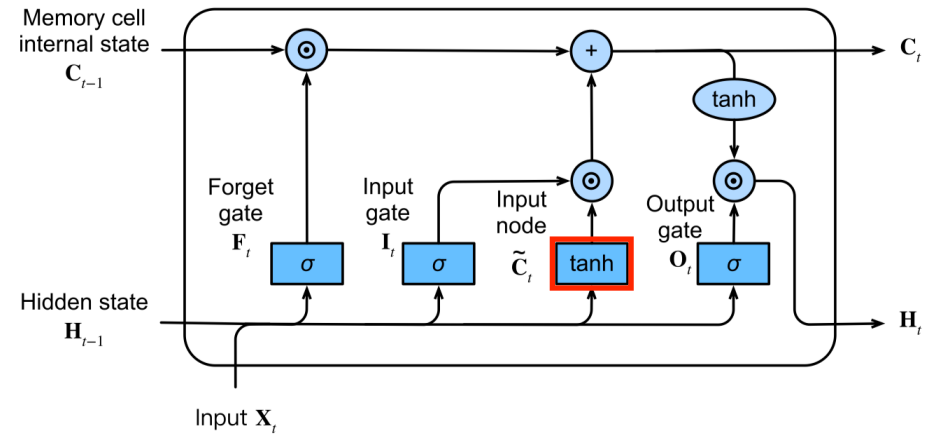 Memory cell
internal state
C_{t−1}
C_t
+
tanh
Forget
gate
F_t
σ
Input
gate
I_t
σ
Input
node
C̃_t
tanh
Output
gate
O_t
σ
Hidden state
H_{t−1}
H_t
Input X_t